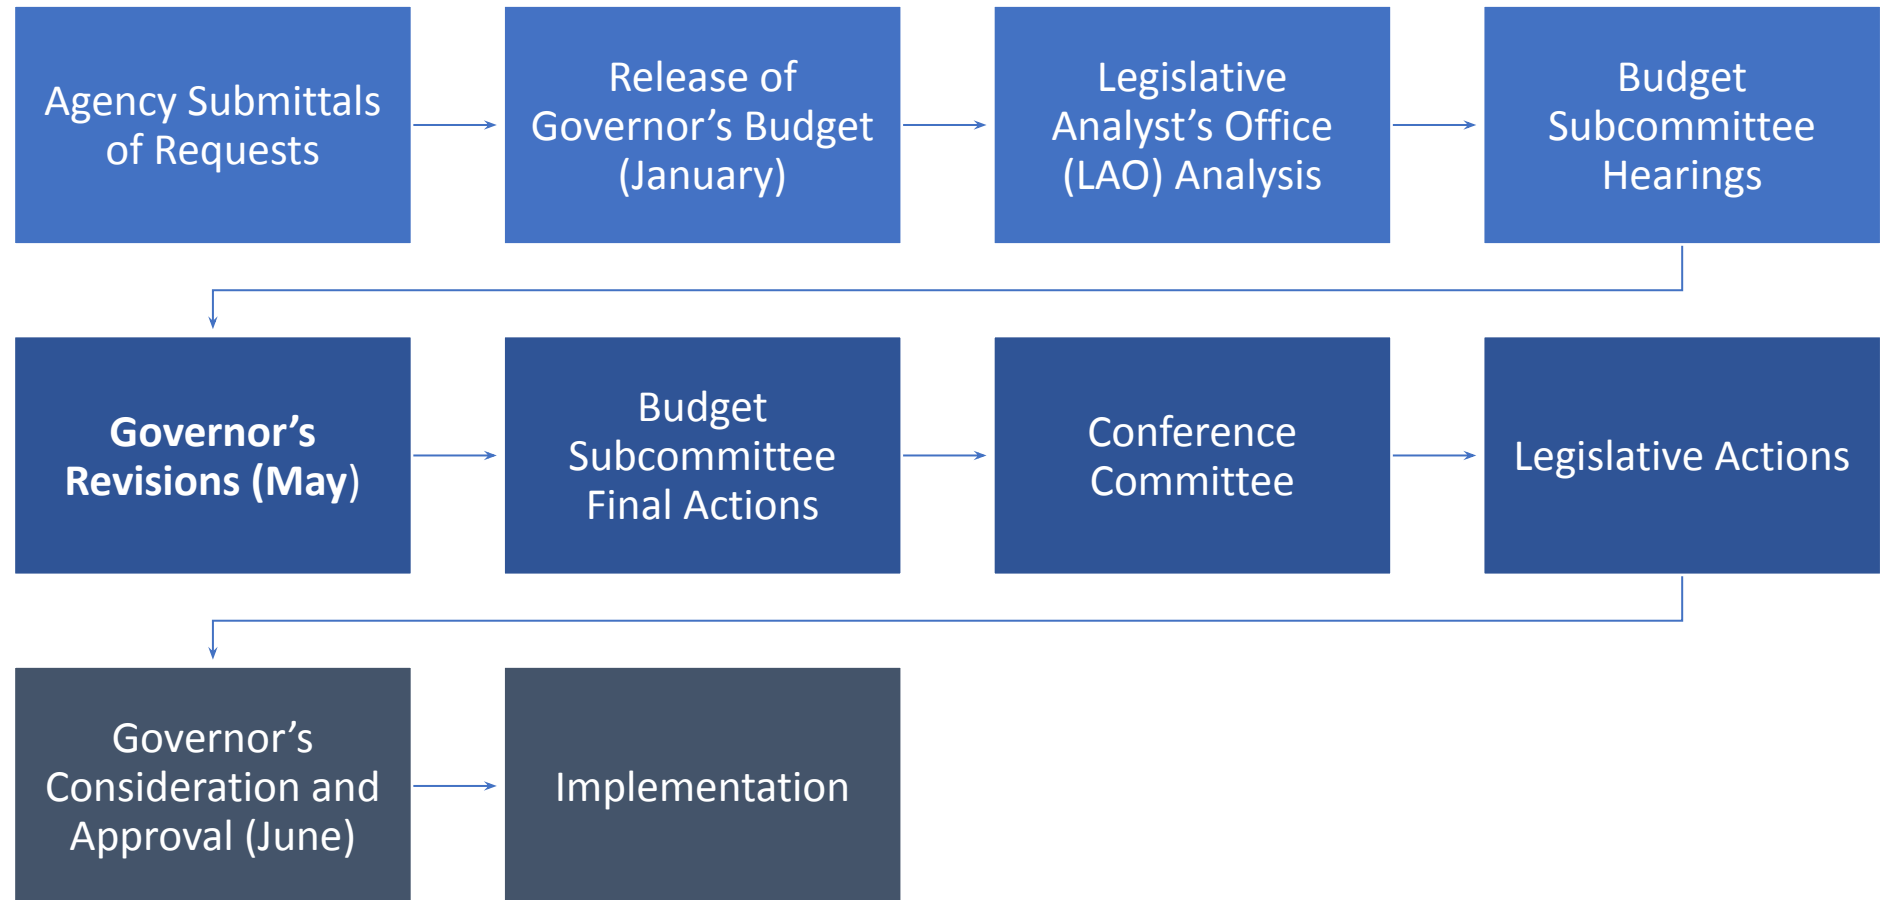 Agency Submittals
of Requests
Release of
Governor’s Budget
(January)
Legislative
Analyst’s Office
(LAO) Analysis
Budget
Subcommittee
Hearings
Governor’s
Revisions (May)
Budget
Subcommittee
Final Actions
Conference
Committee
Legislative Actions
Governor’s
Consideration and
Approval (June)
Implementation